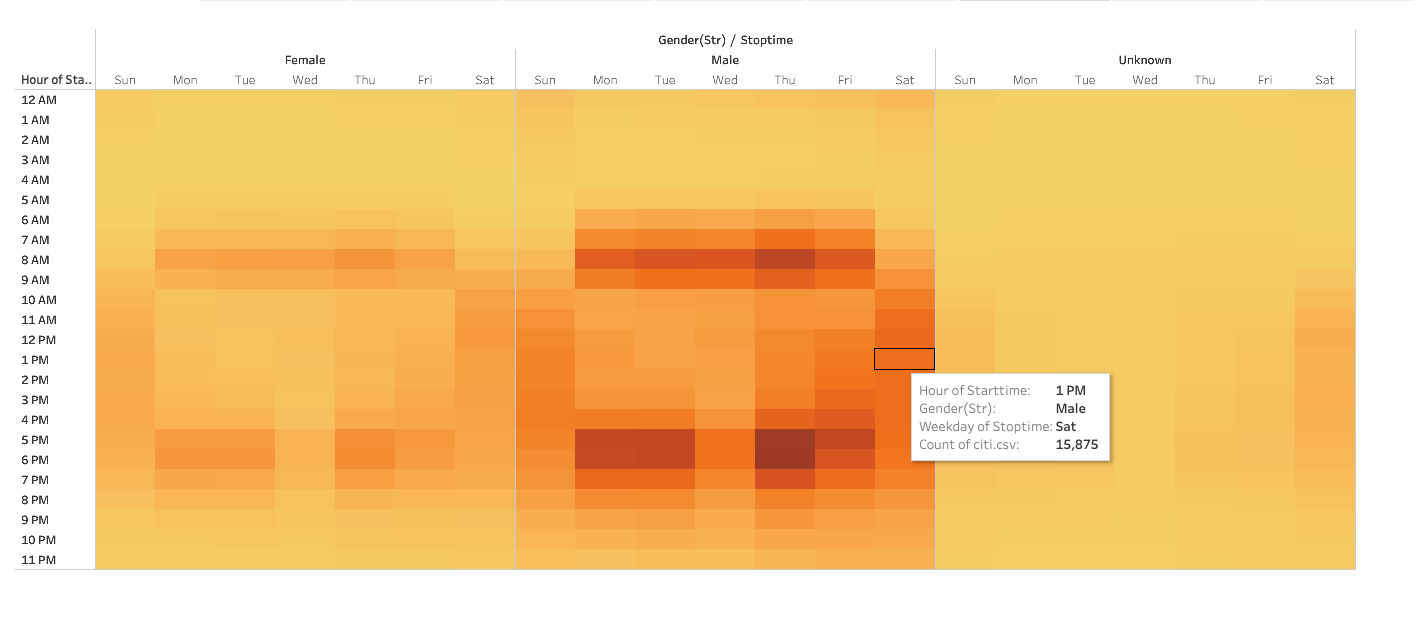 Gender(Str) / Stoptime
Female Male Unknown
Hour of Sta.. Sun Mon Tue Wed Thu Fri Sat Sun Mon Tue Wed Thu Fri Sat Sun Mon Tue Wed Thu Fri Sat
12 AM
1 AM
2 AM
3 AM
4 AM
5 AM
6 AM
7 AM
8 AM
9 AM
10 AM
11 AM
12 PM
1 PM
2 PM
3 PM
4 PM
5 PM
6 PM
7 PM
8 PM
9 PM
10 PM
11 PM
Hour of Starttime: 1 PM
Gender(Str): Male
Weekday of Stoptime: Sat
Count of citi.csv: 15,875